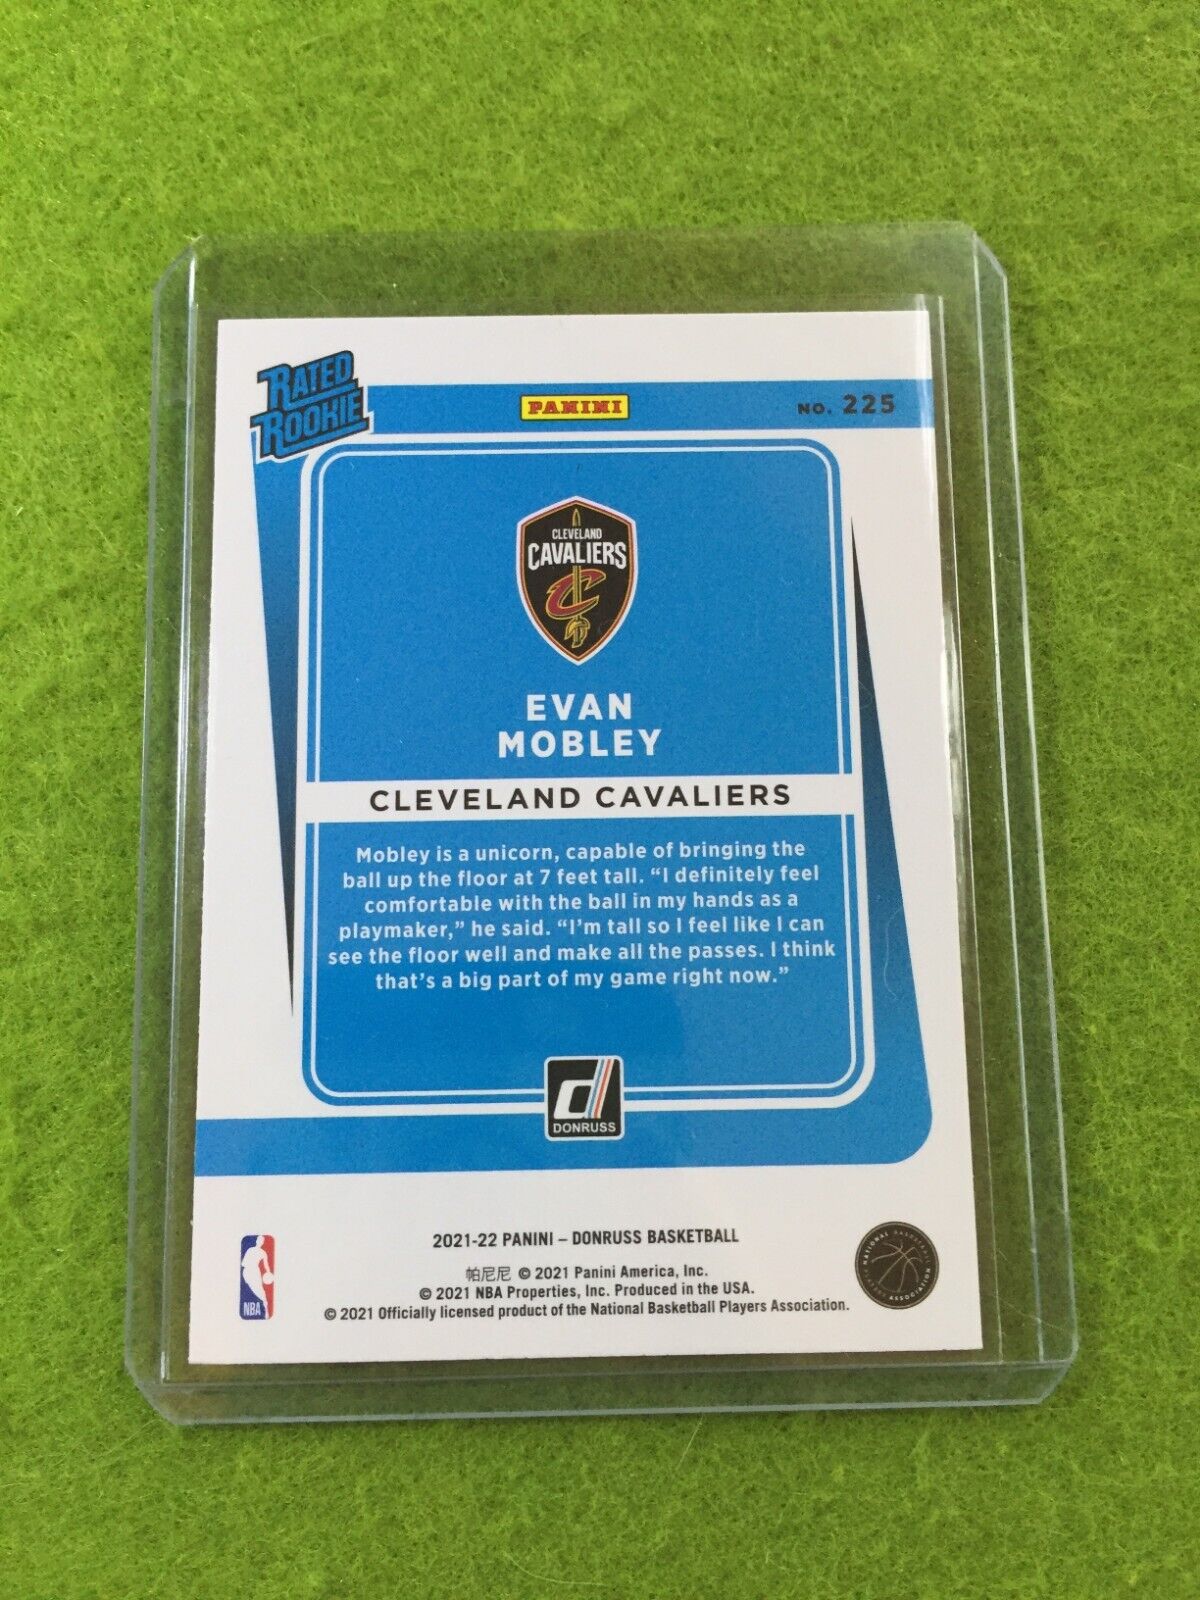 RATED
ROOKIE
PANINI
NO. 225
CLEVELAND
CAVALIERS
C
EVAN
MOBLEY
CLEVELAND CAVALIERS
Mobley is a unicorn, capable of bringing the
ball up the floor at 7 feet tall. “I definitely feel
comfortable with the ball in my hands as a
playmaker,” he said. “I’m tall so I feel like I can
see the floor well and make all the passes. I think
that’s a big part of my game right now.”
d
DONRUSS
2021-22 PANINI – DONRUSS BASKETBALL
帕尼尼 © 2021 Panini America, Inc.
© 2021 NBA Properties, Inc. Produced in the USA.
© 2021 Officially licensed product of the National Basketball Players Association.
NBA
NATIONAL BASKETBALL
PLAYERS ASSOCIATION